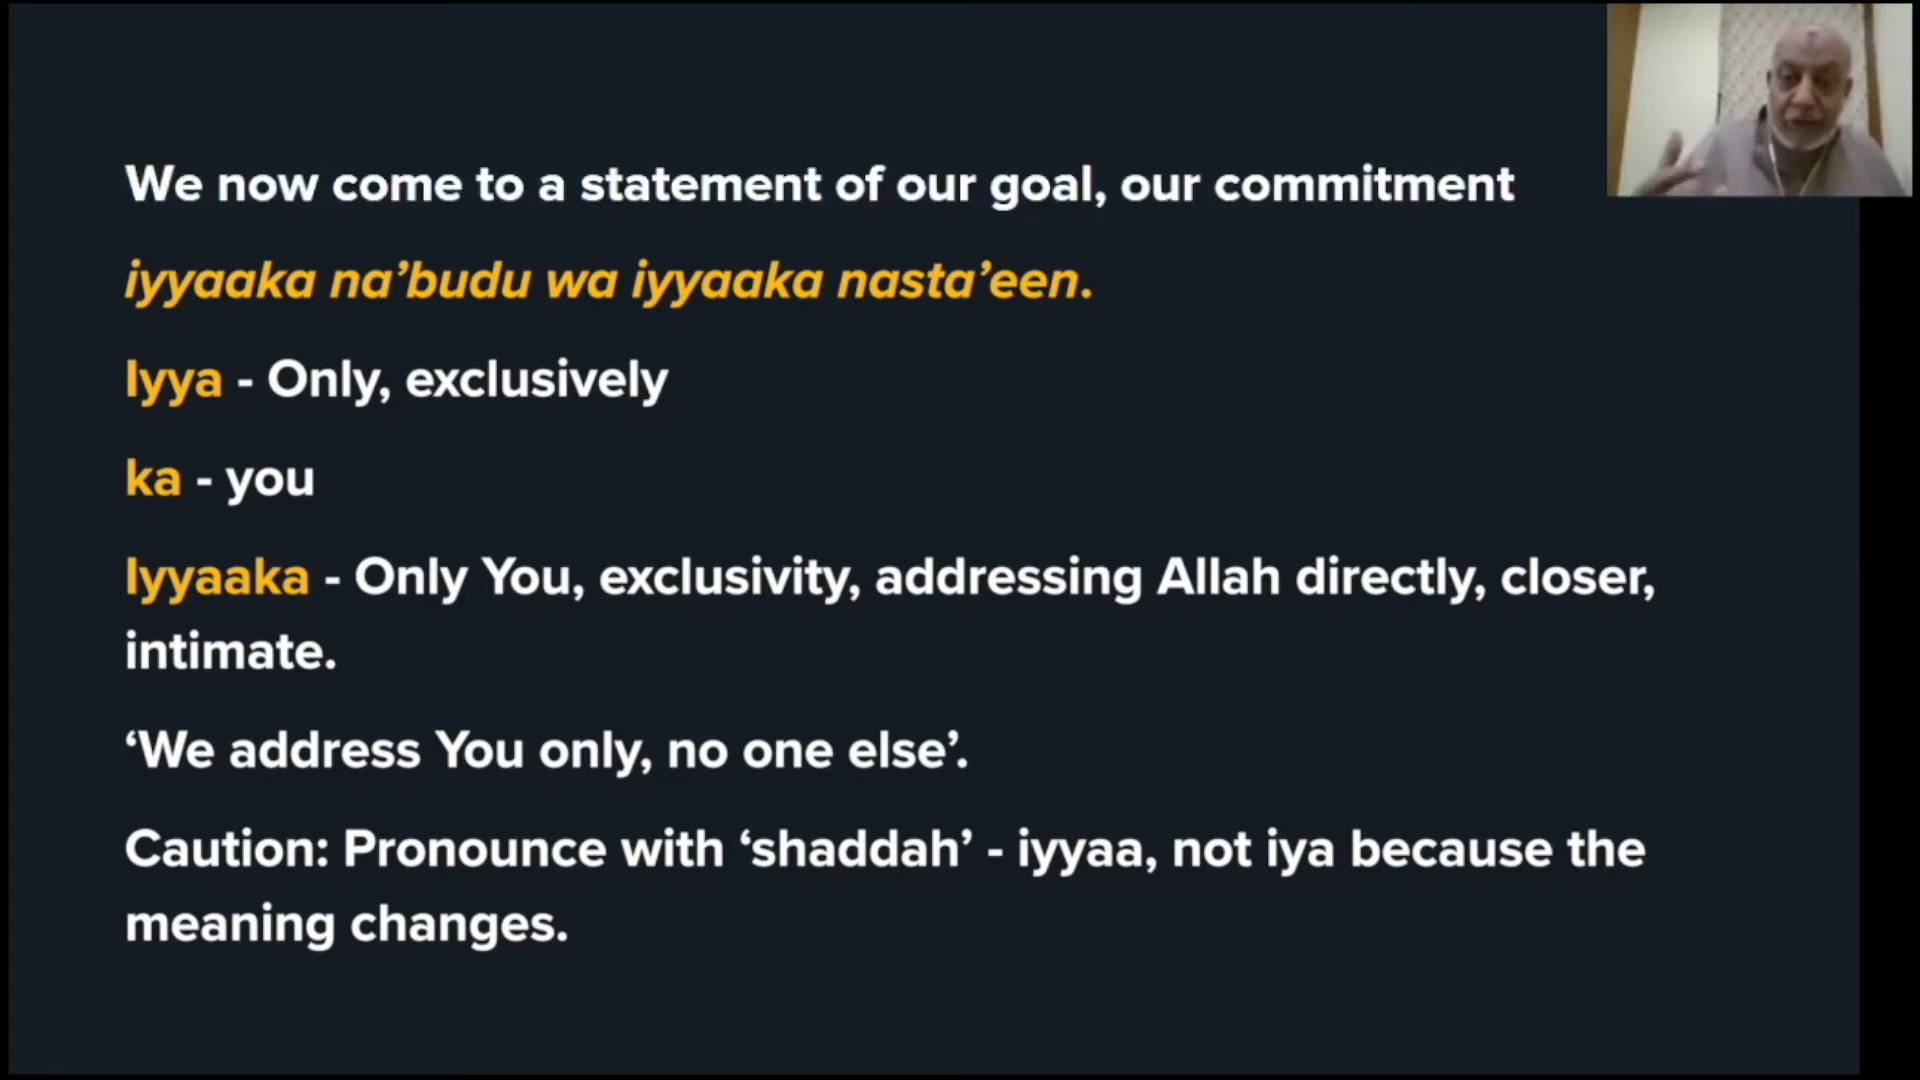 We now come to a statement of our goal, our commitment
iyyaaka na’budu wa iyyaaka nasta’een.
Iyya - Only, exclusively
ka - you
Iyyaaka - Only You, exclusivity, addressing Allah directly, closer,
intimate.
‘We address You only, no one else’.
Caution: Pronounce with ‘shaddah’ - iyyaa, not iya because the
meaning changes.